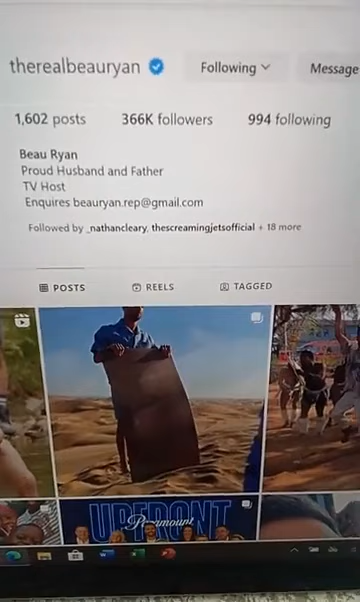 therealbeauryan Following Message
1,602 posts 366K followers 994 following
Beau Ryan
Proud Husband and Father
TV Host
Enquires beauryan.rep@gmail.com
Followed by _nathancleary, thescreamingjetsofficial + 18 more
POSTS REELS TAGGED
UPFRONT
Paramount